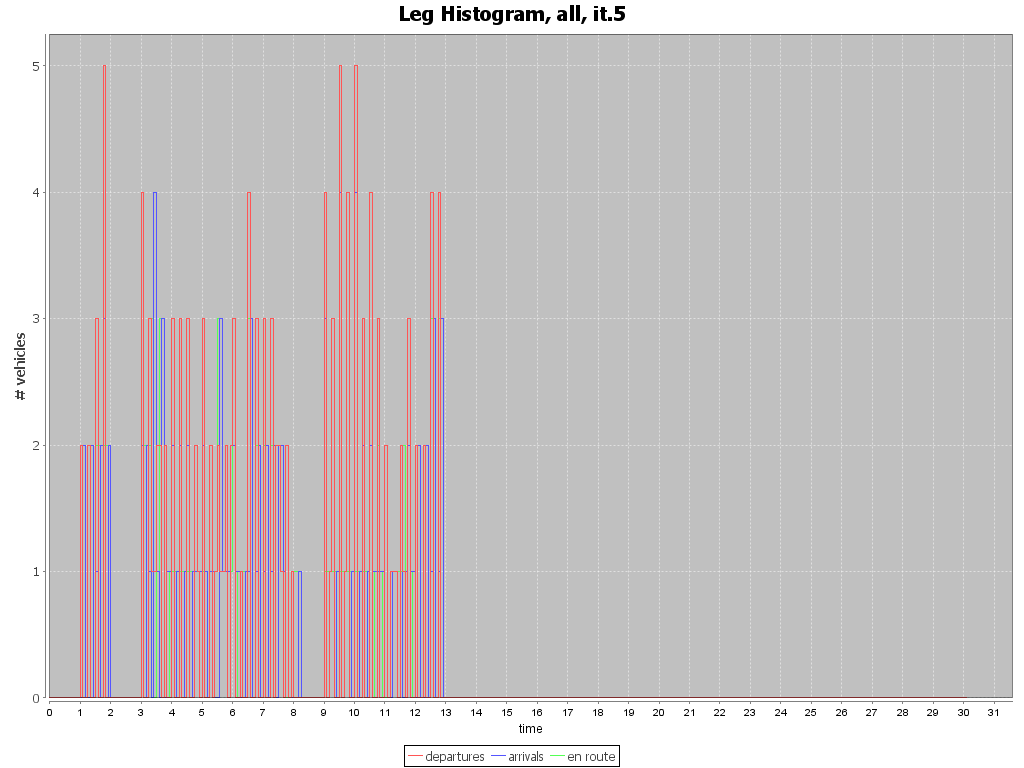 Leg Histogram, all, it.5
# vehicles
5
4
3
2
1
0
0 1 2 3 4 5 6 7 8 9 10 11 12 13 14 15 16 17 18 19 20 21 22 23 24 25 26 27 28 29 30 31
time
departures arrivals en route